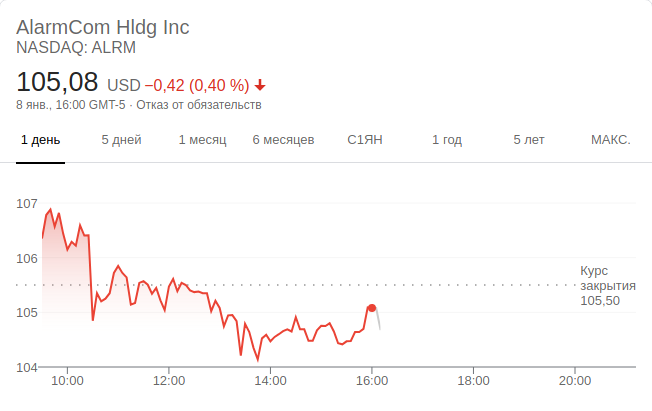 AlarmCom Hldg Inc
NASDAQ: ALRM
105,08 USD −0,42 (0,40 %)
8 янв., 16:00 GMT-5 · Отказ от обязательств
1 день 5 дней 1 месяц 6 месяцев С1ЯН 1 год 5 лет МАКС.
107
106
Курс
закрытия
105,50
105
104
10:00 12:00 14:00 16:00 18:00 20:00